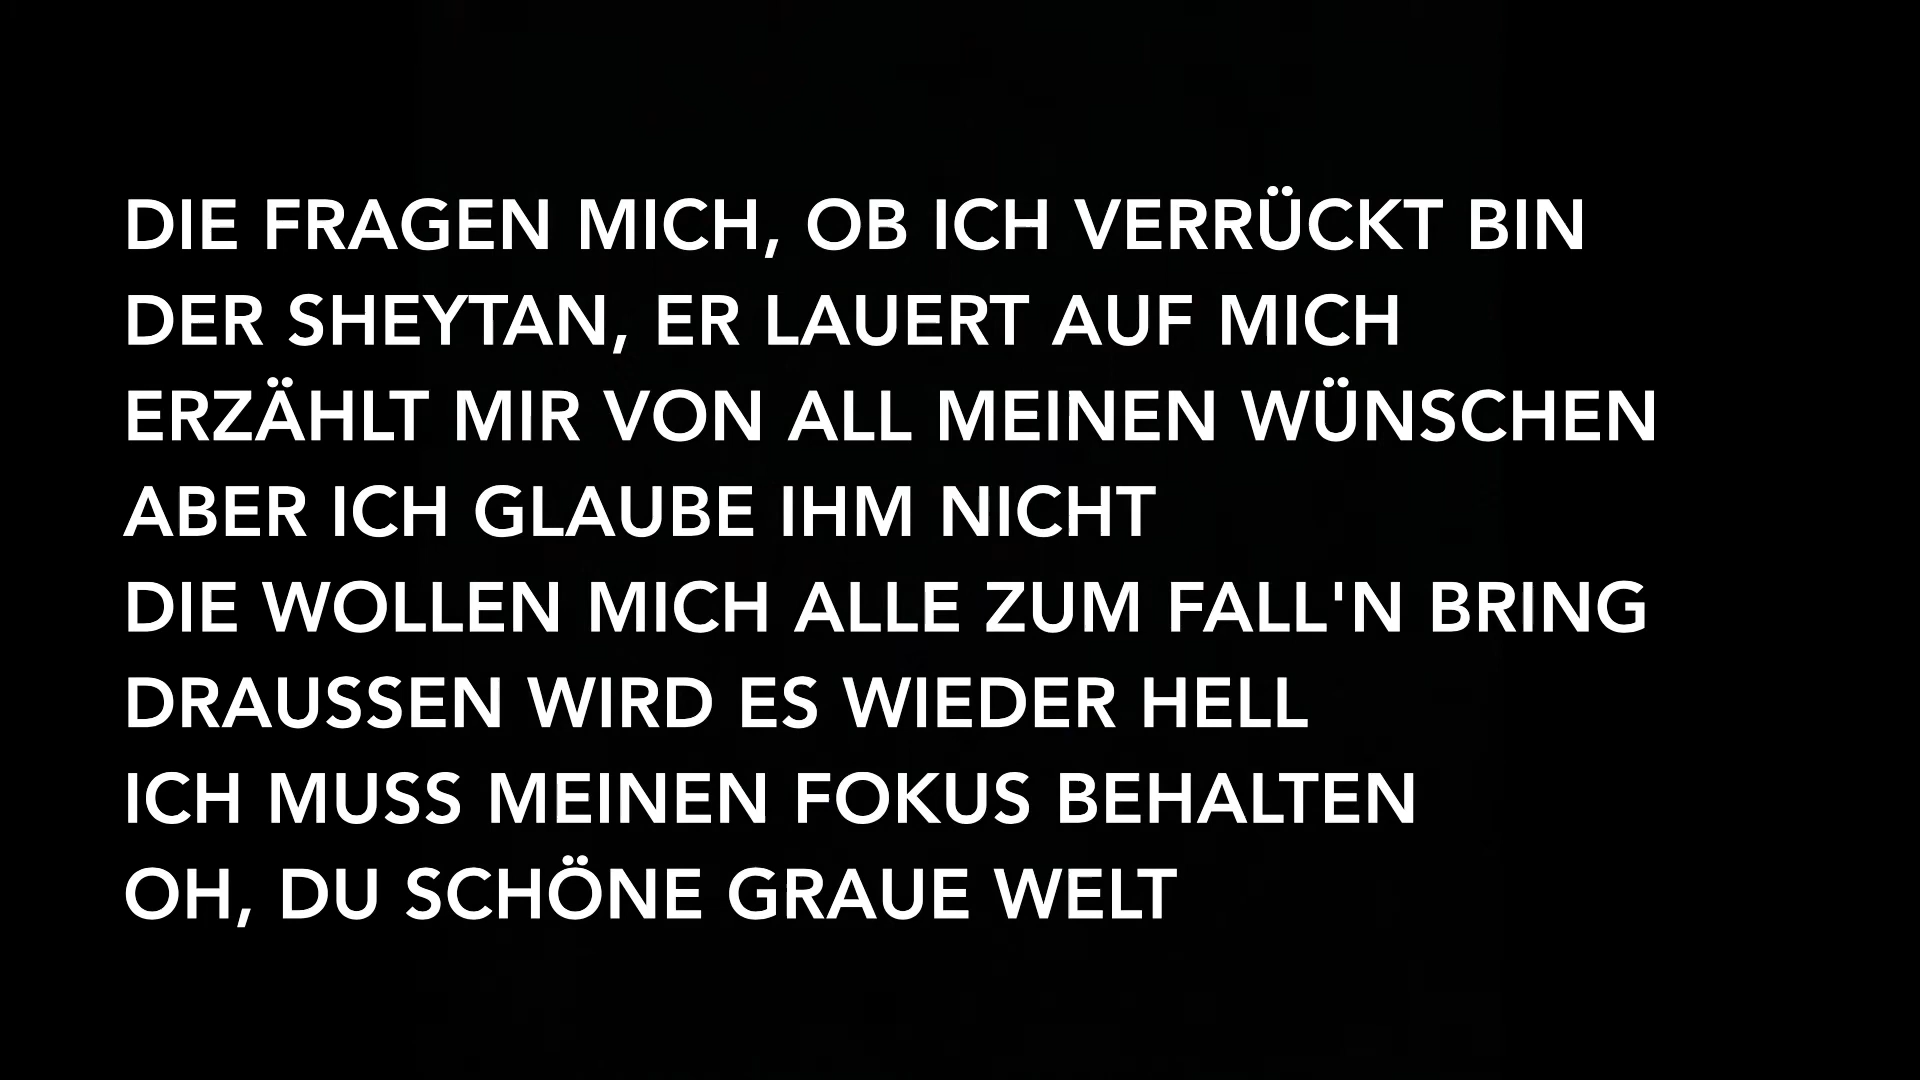 DIE FRAGEN MICH, OB ICH VERRÜCKT BIN
DER SHEYTAN, ER LAUERT AUF MICH
ERZÄHLT MIR VON ALL MEINEN WÜNSCHEN
ABER ICH GLAUBE IHM NICHT
DIE WOLLEN MICH ALLE ZUM FALL'N BRING
DRAUSSEN WIRD ES WIEDER HELL
ICH MUSS MEINEN FOKUS BEHALTEN
OH, DU SCHÖNE GRAUE WELT